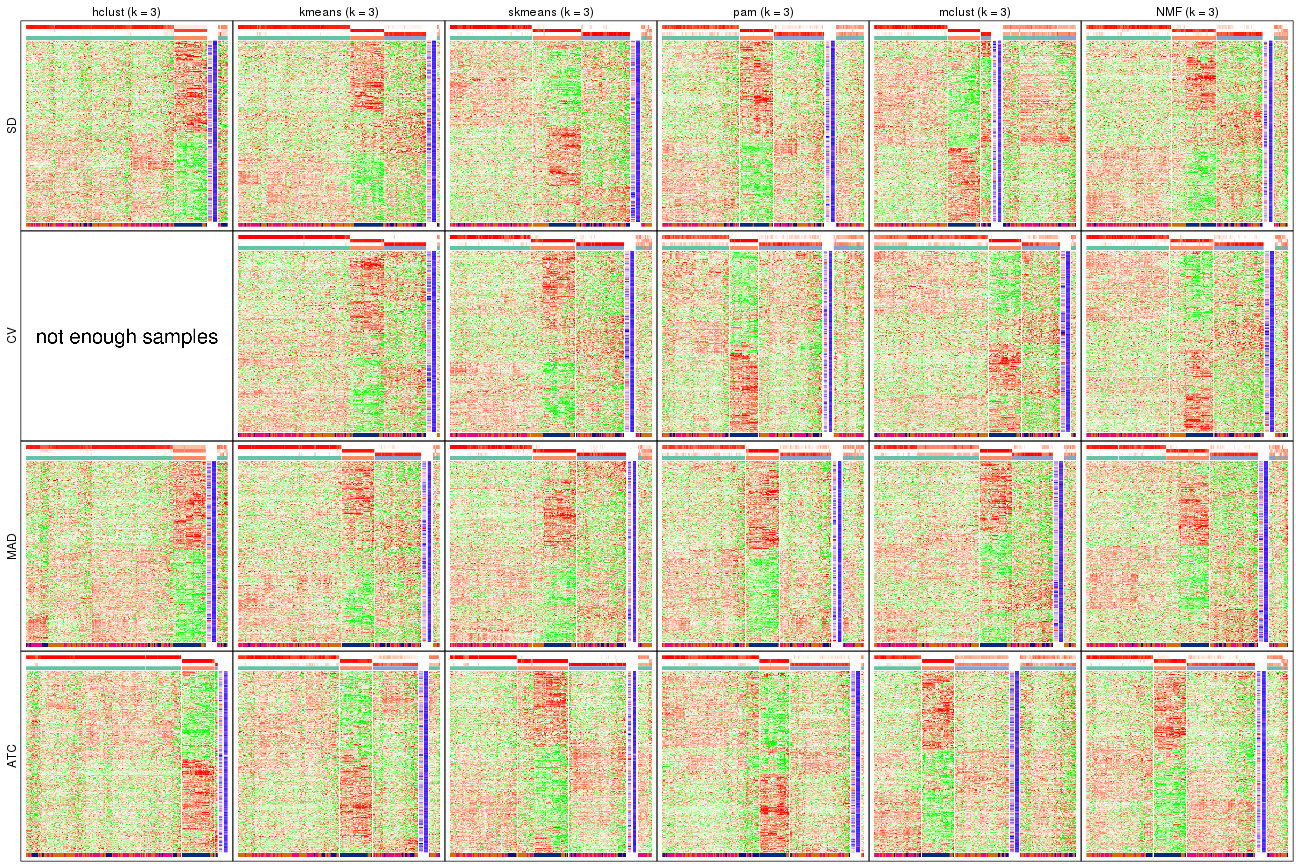 hclust (k = 3)
kmeans (k = 3)
skmeans (k = 3)
pam (k = 3)
mclust (k = 3)
NMF (k = 3)
SD
CV
not enough samples
MAD
ATC